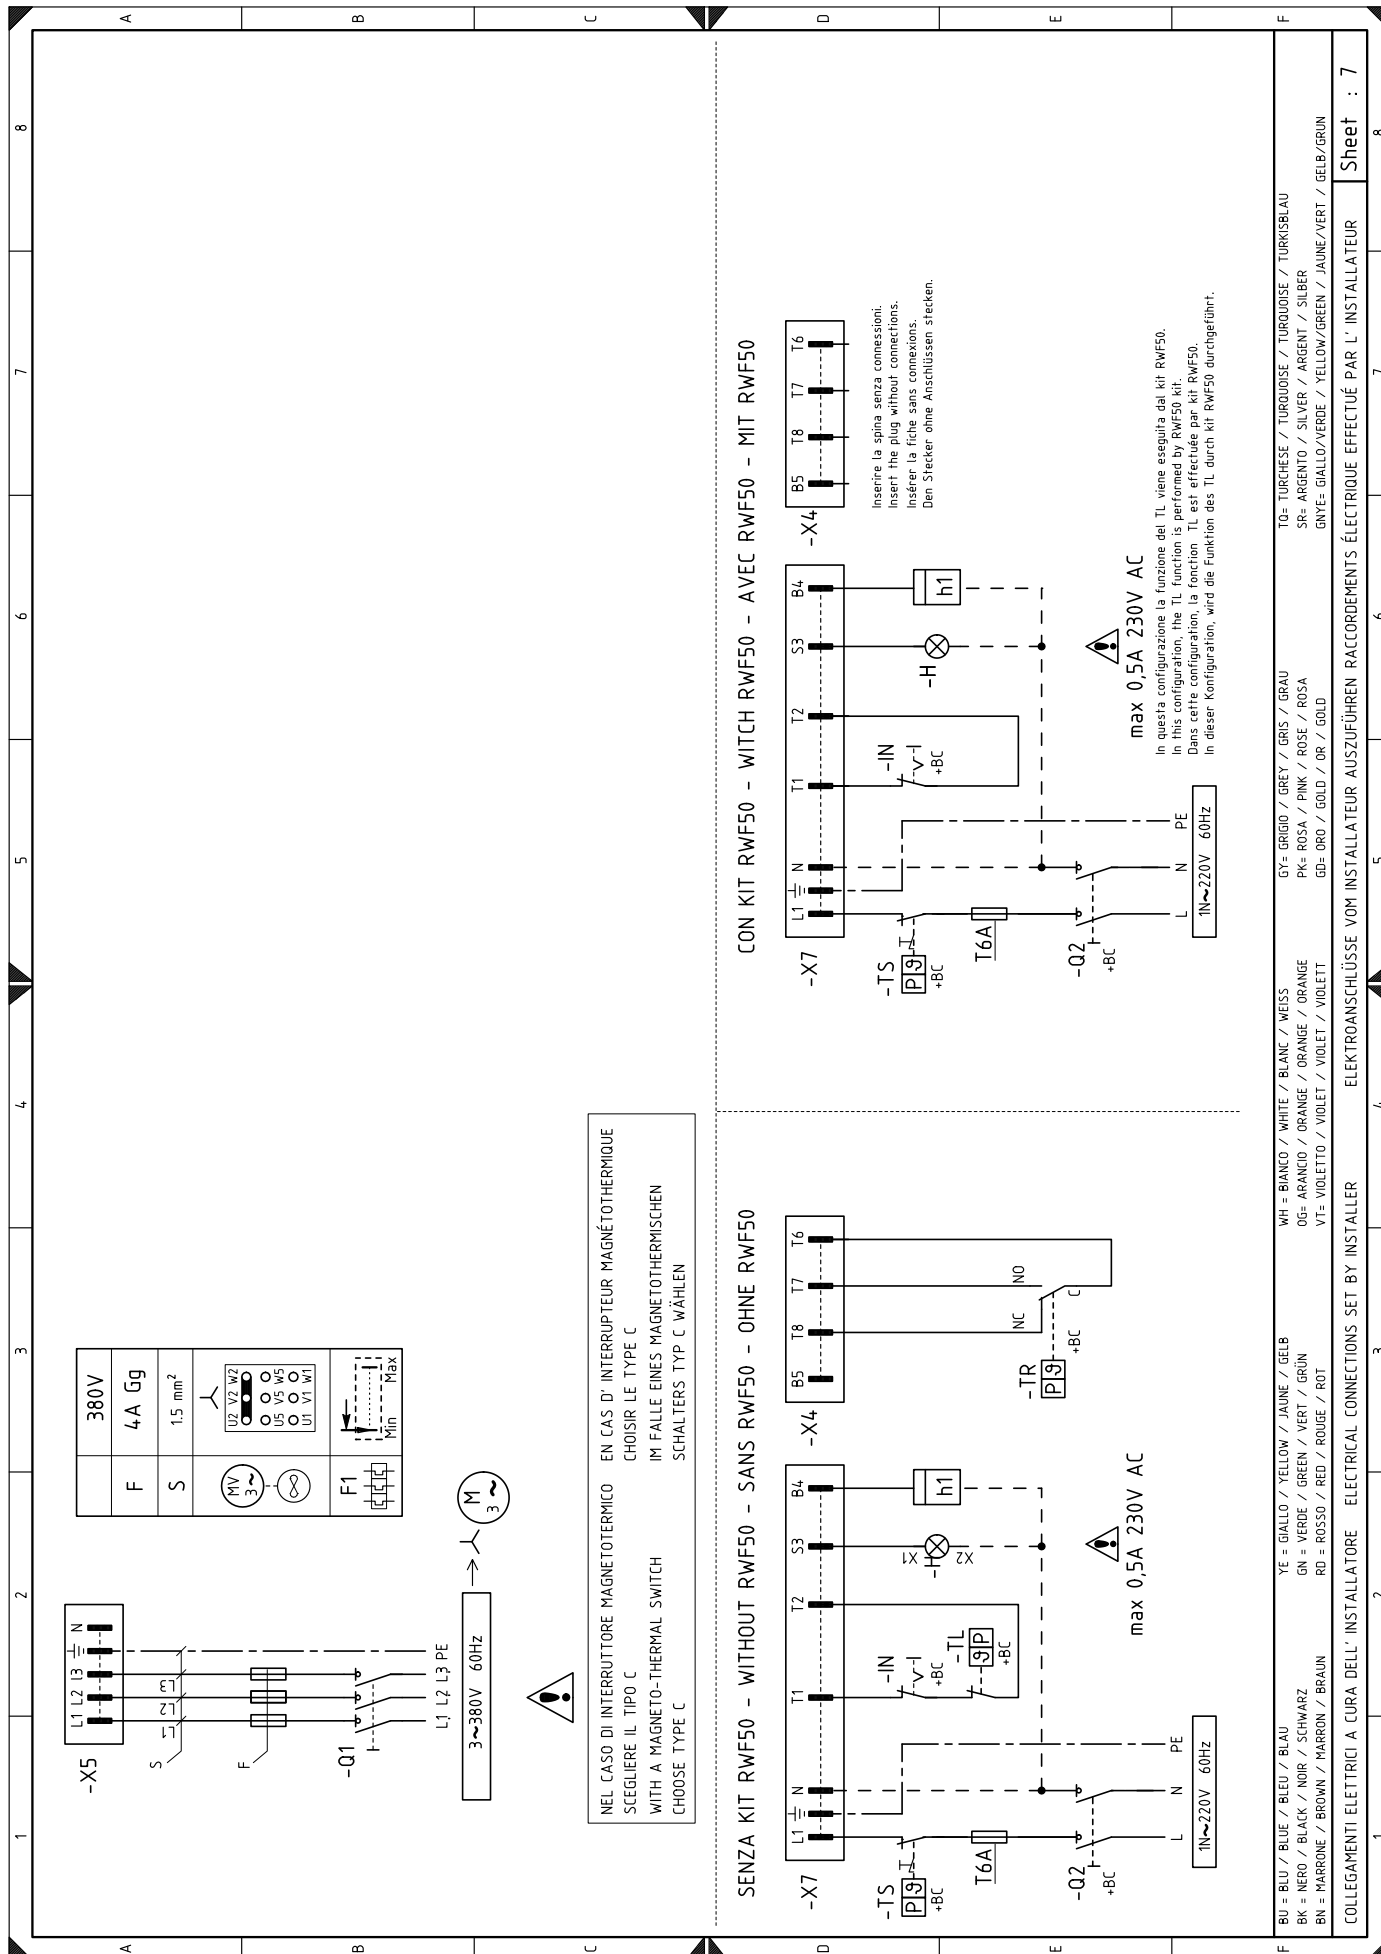 1 2 3 4 5 6 7 8
A
B
C
D
E
F
-X5
L1 L2 L3 N
L1 L2 L3
S
F
-Q1
L1 L2 L3 PE
3~380V 60Hz
M
3 ~
380V
F 4A Gg
S 1.5 mm²
MV
3 ~
U2 V2 W2
U5 V5 W5
U1 V1 W1
F1
Min Max
NEL CASO DI INTERRUTTORE MAGNETOTERMICO
SCEGLIERE IL TIPO C
WITH A MAGNETO-THERMAL SWITCH
CHOOSE TYPE C
EN CAS D' INTERRUPTEUR MAGNÉTOTHERMIQUE
CHOISIR LE TYPE C
IM FALLE EINES MAGNETOTHERMISCHEN
SCHALTERS TYP C WÄHLEN
SENZA KIT RWF50 - WITHOUT RWF50 - SANS RWF50 - OHNE RWF50
-X7
L1 N T1 T2 S3 B4
-TS
P ϑ
+BC
T6A
-Q2
+BC
L N PE
1N~220V 60Hz
-IN
+BC
-TL
ϑ P
+BC
X1
-H
X2
h1
max 0,5A 230V AC
-X4
B5 T8 T7 T6
-TR
P ϑ
+BC
NC NO
C
CON KIT RWF50 - WITCH RWF50 - AVEC RWF50 - MIT RWF50
-X7
L1 N T1 T2 S3 B4
-TS
P ϑ
+BC
T6A
-Q2
+BC
L N PE
1N~220V 60Hz
-IN
+BC
-H
h1
max 0,5A 230V AC
-X4
B5 T8 T7 T6
Inserire la spina senza connessioni.
Insert the plug without connections.
Insérer la fiche sans connexions.
Den Stecker ohne Anschlüssen stecken.
In questa configurazione la funzione del TL viene eseguita dal kit RWF50.
In this configuration, the TL function is performed by RWF50 kit.
Dans cette configuration, la fonction TL est effectuée par kit RWF50.
In dieser Konfiguration, wird die Funktion des TL durch kit RWF50 durchgeführt.
BU = BLU / BLUE / BLEU / BLAU
BK = NERO / BLACK / NOIR / SCHWARZ
BN = MARRONE / BROWN / MARRON / BRAUN
YE = GIALLO / YELLOW / JAUNE / GELB
GN = VERDE / GREEN / VERT / GRÜN
RD = ROSSO / RED / ROUGE / ROT
WH = BIANCO / WHITE / BLANC / WEISS
OG= ARANCIO / ORANGE / ORANGE / ORANGE
VT= VIOLETTO / VIOLET / VIOLET / VIOLETT
GY= GRIGIO / GREY / GRIS / GRAU
PK= ROSA / PINK / ROSE / ROSA
GD= ORO / GOLD / OR / GOLD
TQ= TURCHESE / TURQUOISE / TURQUOISE / TURKISBLAU
SR= ARGENTO / SILVER / ARGENT / SILBER
GNYE= GIALLO/VERDE / YELLOW/GREEN / JAUNE/VERT / GELB/GRUN
COLLEGAMENTI ELETTRICI A CURA DELL' INSTALLATORE ELECTRICAL CONNECTIONS SET BY INSTALLER ELEKTROANSCHLÜSSE VOM INSTALLATEUR AUSZUFÜHREN RACCORDEMENTS ÉLECTRIQUE EFFECTUÉ PAR L' INSTALLATEUR
Sheet : 7
1 2 3 4 5 6 7 8
A
B
C
D
E
F